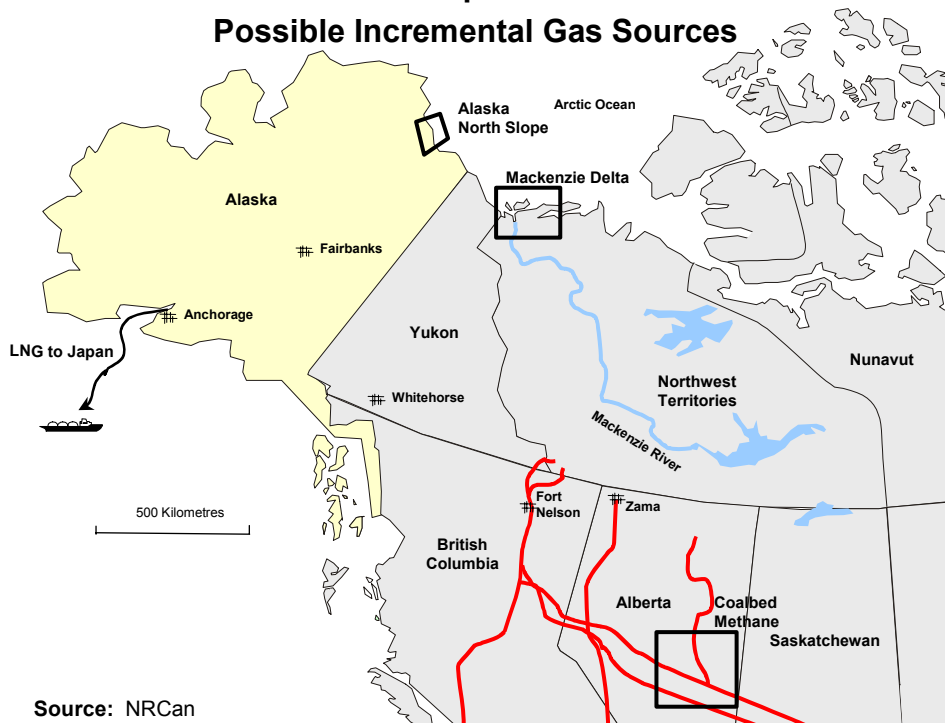 Possible Incremental Gas Sources
Alaska
North Slope
Arctic Ocean
Mackenzie Delta
Alaska
Fairbanks
Anchorage
LNG to Japan
Yukon
Nunavut
Northwest
Territories
Whitehorse
Mackenzie River
500 Kilometres
Fort
Nelson
Zama
British
Columbia
Alberta
Coalbed
Methane
Saskatchewan
Source: NRCan